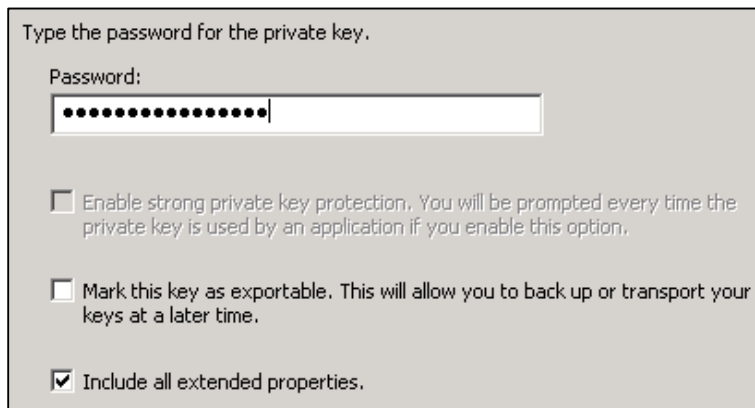 Type the password for the private key.
Password:
••••••••••••••••
Enable strong private key protection. You will be prompted every time the
private key is used by an application if you enable this option.
Mark this key as exportable. This will allow you to back up or transport your
keys at a later time.
Include all extended properties.